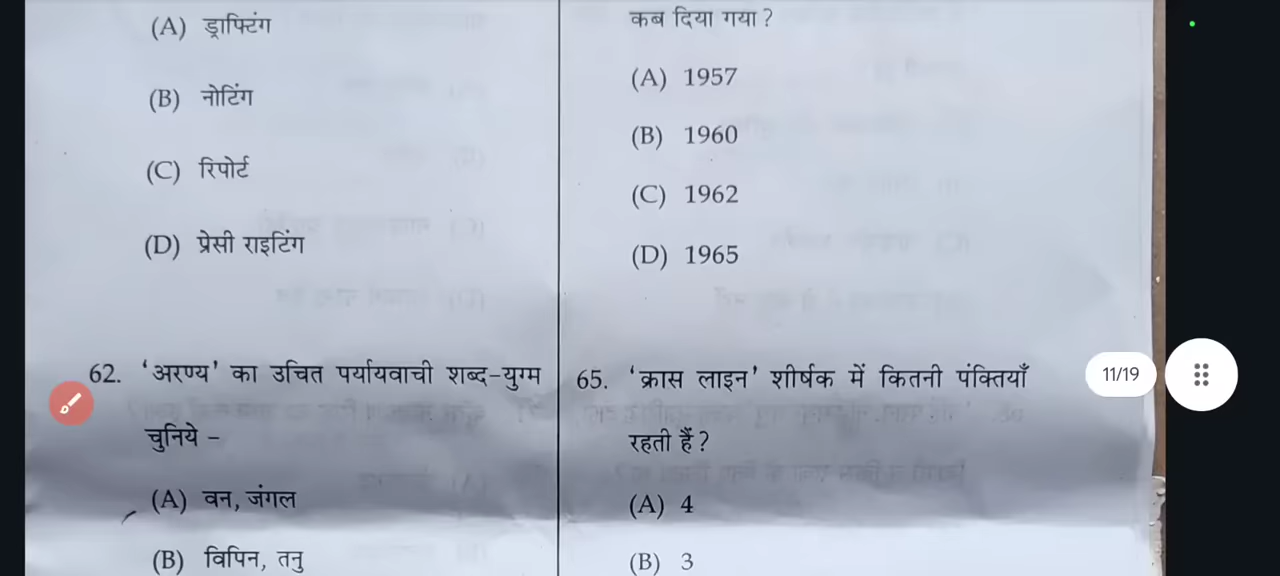 (A) ड्राफ्टिंग
(B) नोटिंग
(C) रिपोर्ट
(D) प्रेसी राइटिंग
62. ‘अरण्य’ का उचित पर्यायवाची शब्द-युग्म
चुनिये –
(A) वन, जंगल
(B) विपिन, तनु
कब दिया गया ?
(A) 1957
(B) 1960
(C) 1962
(D) 1965
65. ‘क्रास लाइन’ शीर्षक में कितनी पंक्तियाँ
रहती हैं ?
(A) 4
(B) 3
11/19